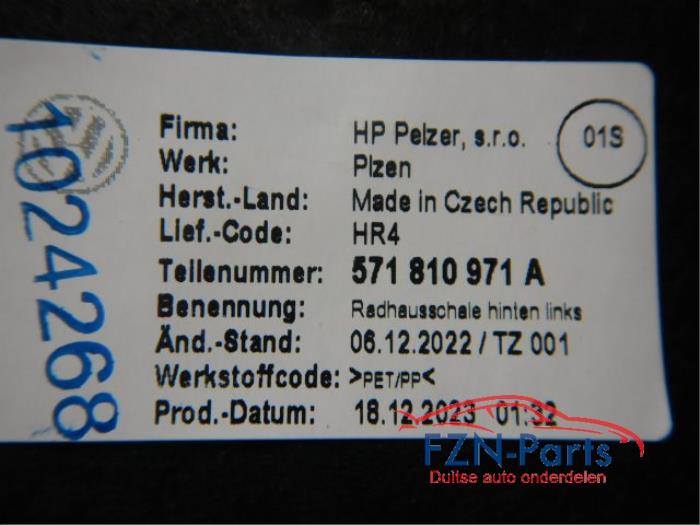 Firma: HP Pelzer, s.r.o. 01S
Werk: Plzen
Herst.-Land: Made in Czech Republic
Lief.-Code: HR4
Teilenummer: 571 810 971 A
Benennung: Radhausschale hinten links
Änd.-Stand: 06.12.2022 / TZ 001
Werkstoffcode: >PET/PP<
Prod.-Datum: 18.12.2023 01:32
1024268
FZN-Parts
Duitse auto onderdelen